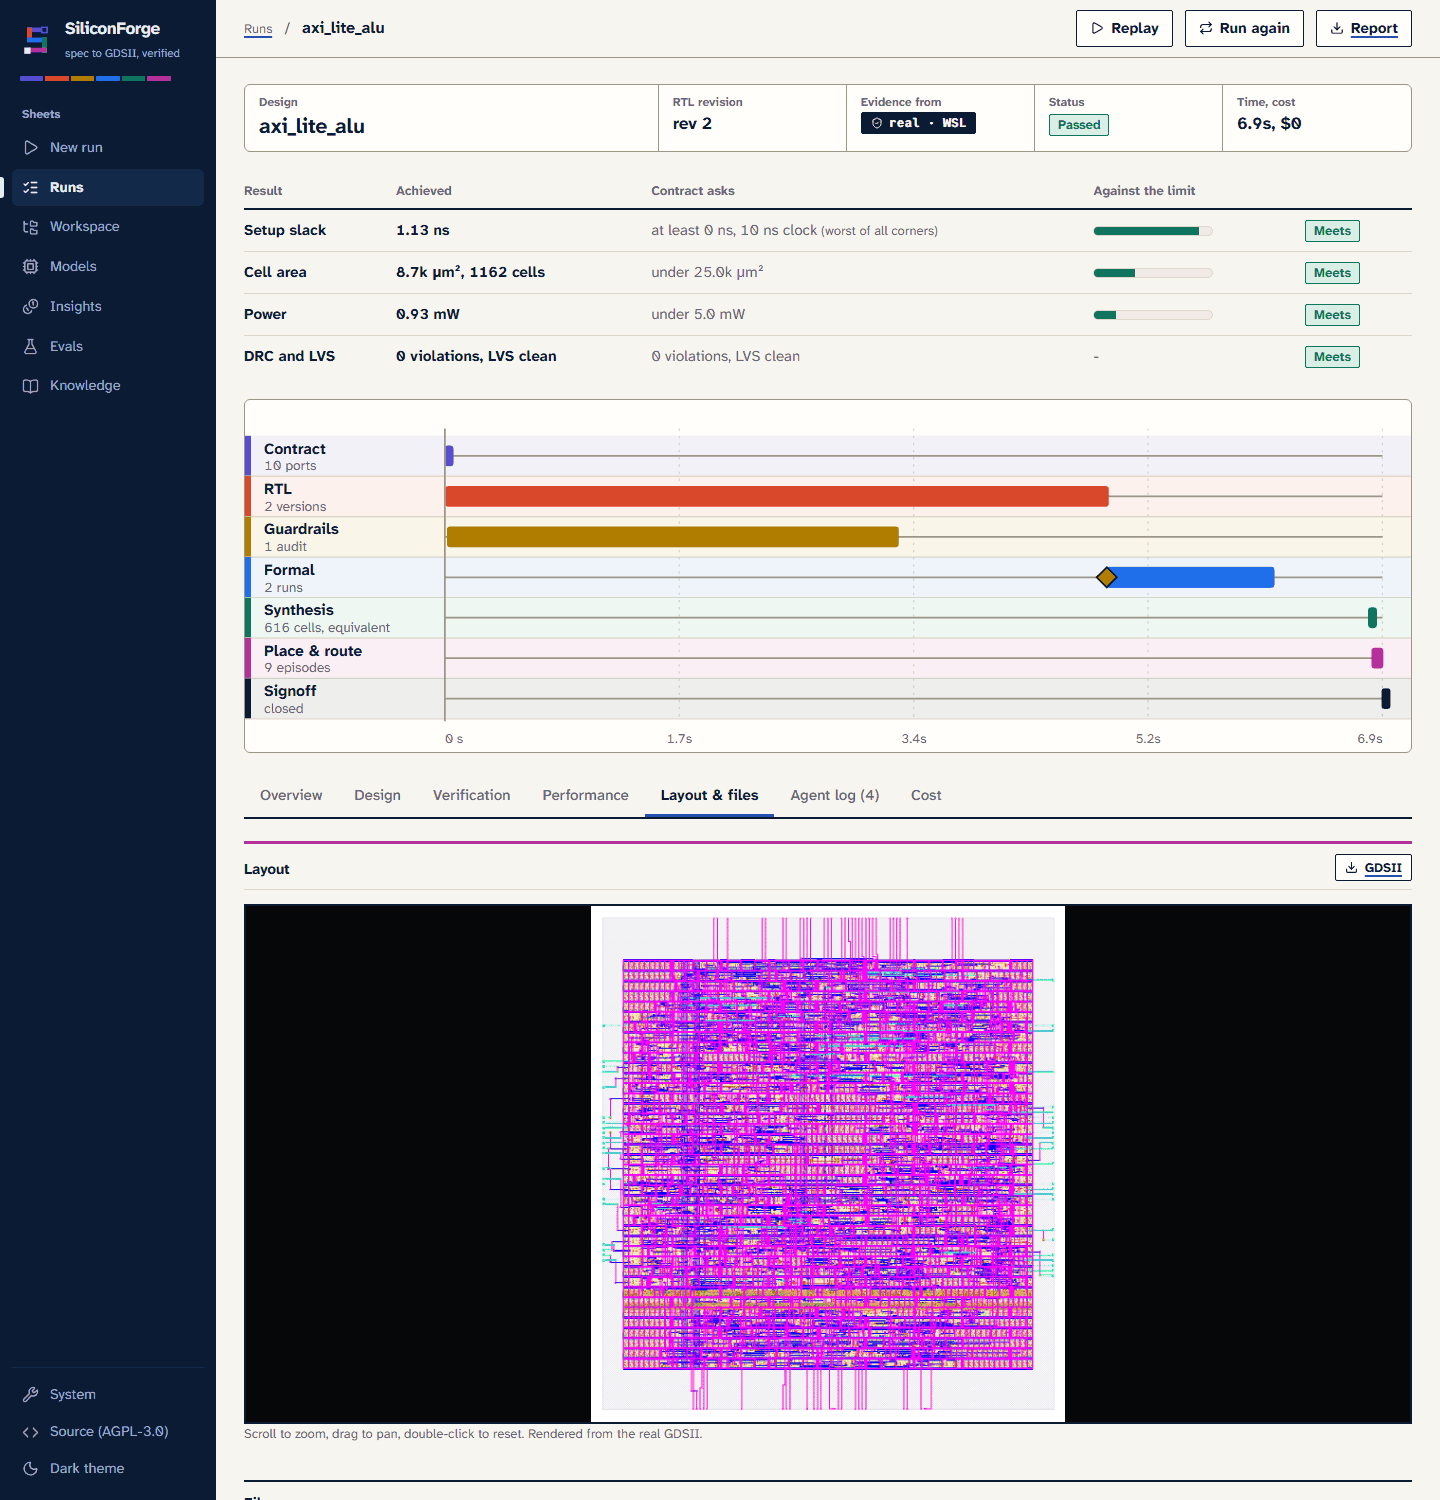 SiliconForge
spec to GDSII, verified
Sheets
New run
Runs
Workspace
Models
Insights
Evals
Knowledge
System
Source (AGPL-3.0)
Dark theme
Runs / axi_lite_alu
Replay
Run again
Report
Design
axi_lite_alu
RTL revision
rev 2
Evidence from
real · WSL
Status
Passed
Time, cost
6.9s, $0
Result Achieved Contract asks Against the limit
Setup slack 1.13 ns at least 0 ns, 10 ns clock (worst of all corners) Meets
Cell area 8.7k µm², 1162 cells under 25.0k µm² Meets
Power 0.93 mW under 5.0 mW Meets
DRC and LVS 0 violations, LVS clean 0 violations, LVS clean - Meets
Contract
10 ports
RTL
2 versions
Guardrails
1 audit
Formal
2 runs
Synthesis
616 cells, equivalent
Place & route
9 episodes
Signoff
closed
0 s 1.7s 3.4s 5.2s 6.9s
Overview Design Verification Performance Layout & files Agent log (4) Cost
Layout
GDSII
Scroll to zoom, drag to pan, double-click to reset. Rendered from the real GDSII.